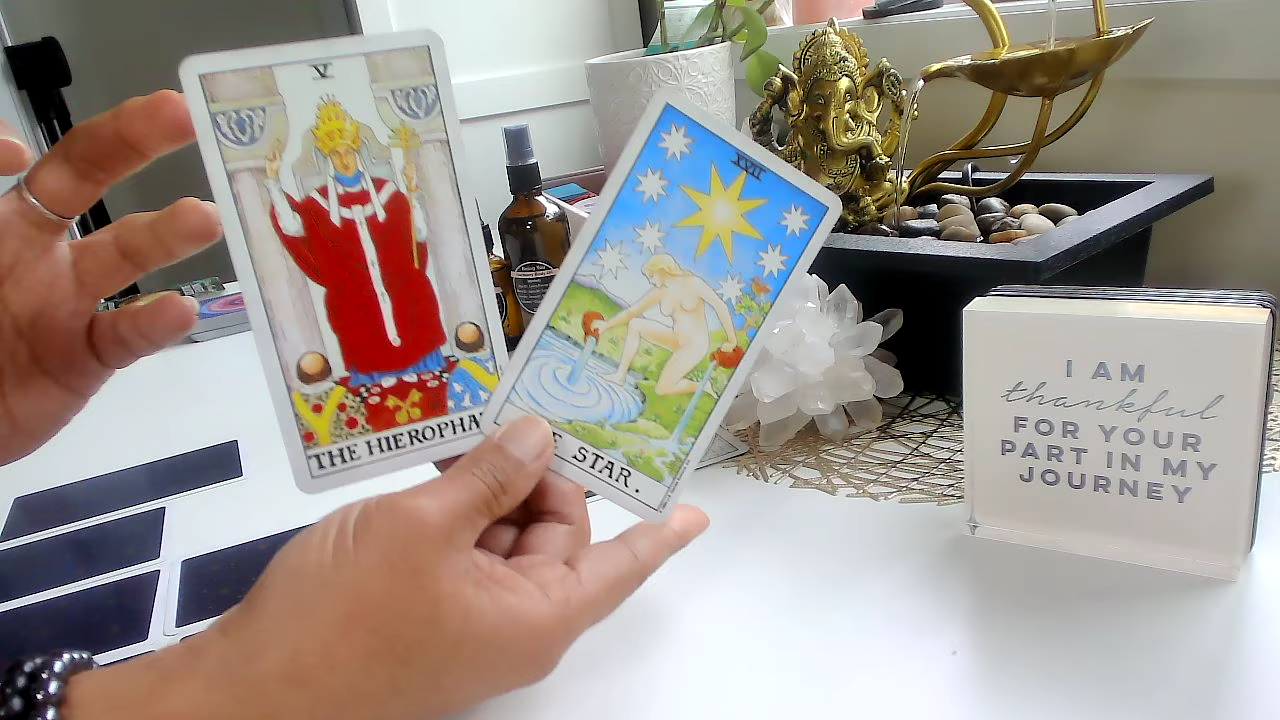 V
THE HIEROPHA
XVII
STAR.
I AM
thankful
FOR YOUR
PART IN MY
JOURNEY